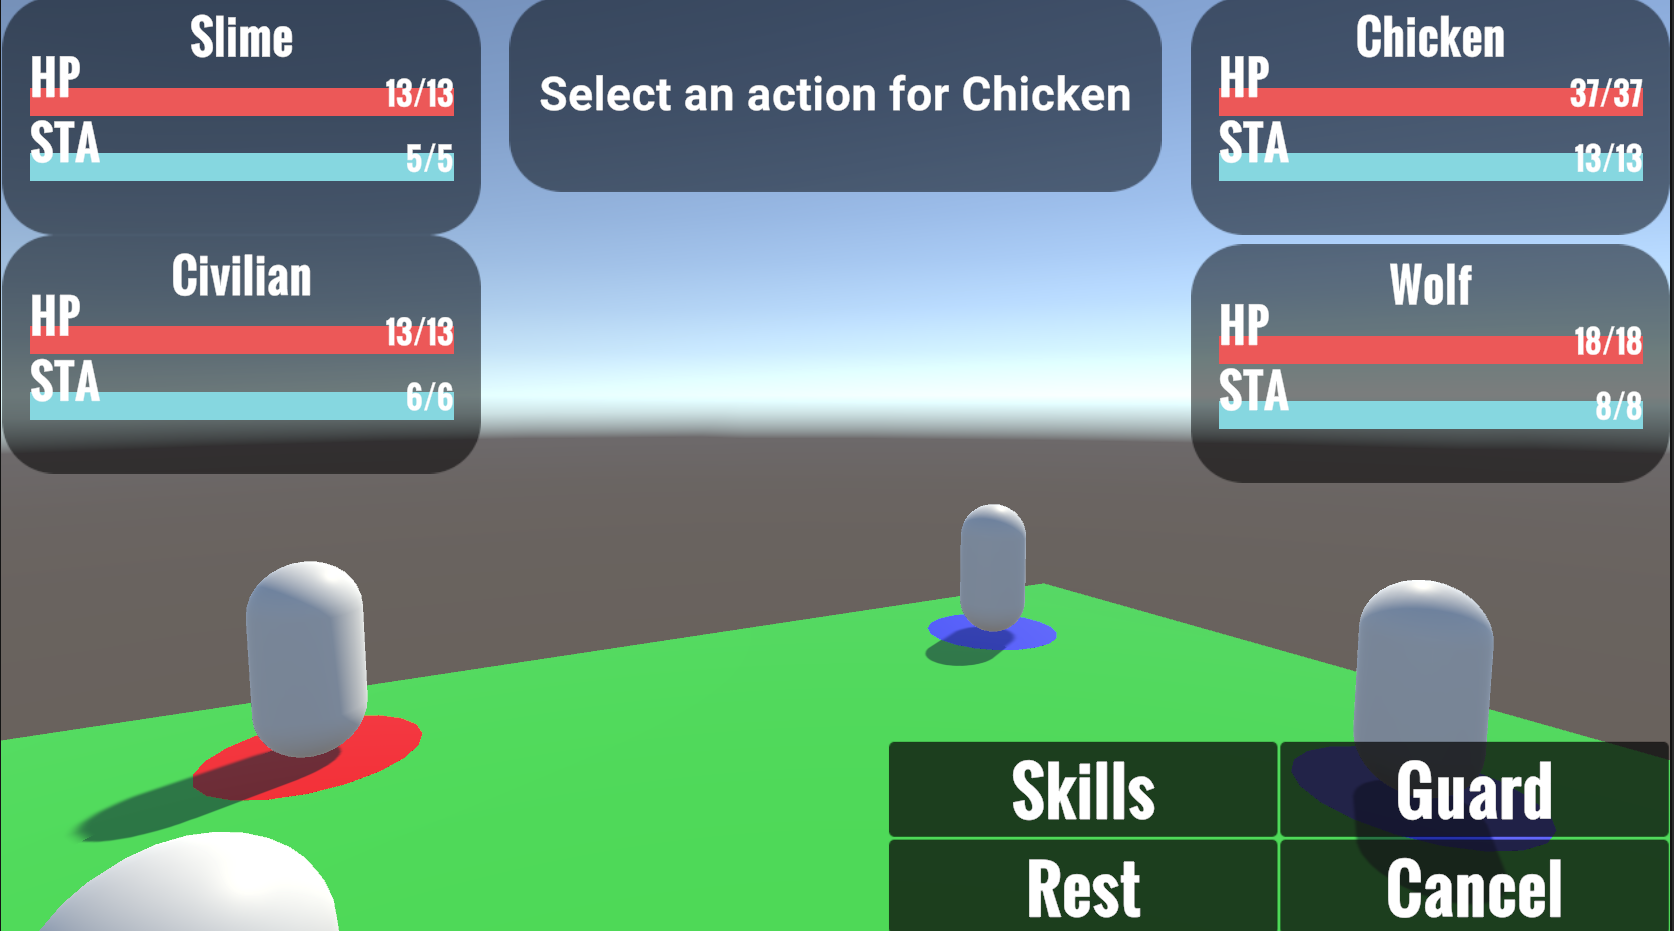 Slime
HP
13/13
STA
5/5
Civilian
HP
13/13
STA
6/6
Select an action for Chicken
Chicken
HP
37/37
STA
13/13
Wolf
HP
18/18
STA
8/8
Skills
Guard
Rest
Cancel